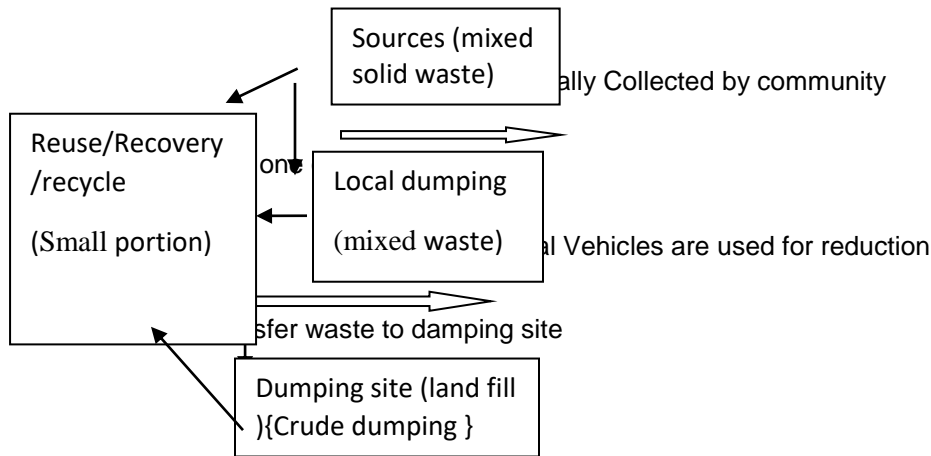 Sources (mixed
solid waste)
ally Collected by community
Reuse/Recovery
/recycle
(Small portion)
one
Local dumping
(mixed waste)
al Vehicles are used for reduction
sfer waste to damping site
Dumping site (land fill
){Crude dumping }